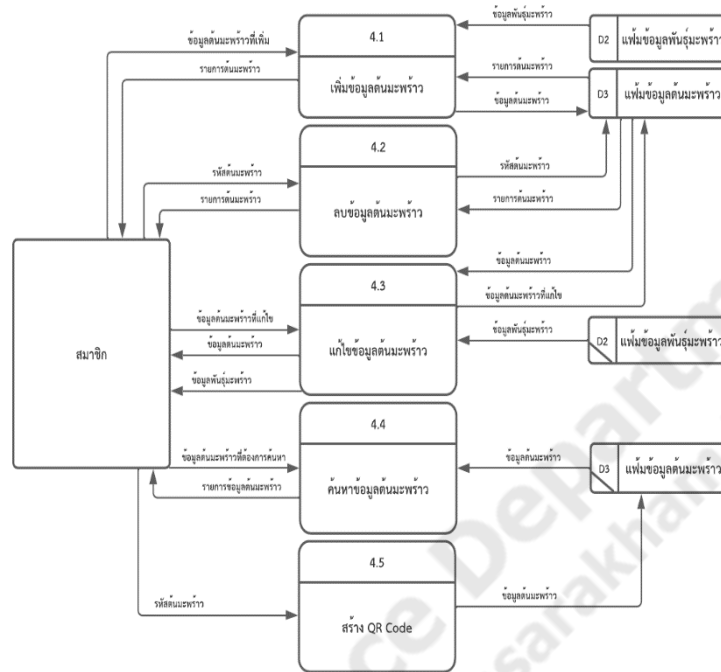 4.1
เพิ่มข้อมูลต้นมะพร้าว
ข้อมูลต้นมะพร้าวที่เพิ่ม
รายการต้นมะพร้าว
ข้อมูลพันธุ์มะพร้าว
รายการต้นมะพร้าว
ข้อมูลต้นมะพร้าว
D2 แฟ้มข้อมูลพันธุ์มะพร้าว
D3 แฟ้มข้อมูลต้นมะพร้าว
4.2
ลบข้อมูลต้นมะพร้าว
รหัสต้นมะพร้าว
รายการต้นมะพร้าว
รหัสต้นมะพร้าว
รายการต้นมะพร้าว
สมาชิก
4.3
แก้ไขข้อมูลต้นมะพร้าว
ข้อมูลต้นมะพร้าว
ข้อมูลต้นมะพร้าวที่แก้ไข
ข้อมูลพันธุ์มะพร้าว
D2 แฟ้มข้อมูลพันธุ์มะพร้าว
ข้อมูลต้นมะพร้าวที่แก้ไข
ข้อมูลต้นมะพร้าว
ข้อมูลพันธุ์มะพร้าว
4.4
ค้นหาข้อมูลต้นมะพร้าว
ข้อมูลต้นมะพร้าวที่ต้องการค้นหา
รายการข้อมูลต้นมะพร้าว
ข้อมูลต้นมะพร้าว
D3 แฟ้มข้อมูลต้นมะพร้าว
4.5
สร้าง QR Code
รหัสต้นมะพร้าว
ข้อมูลต้นมะพร้าว
ce Departm
sarakham